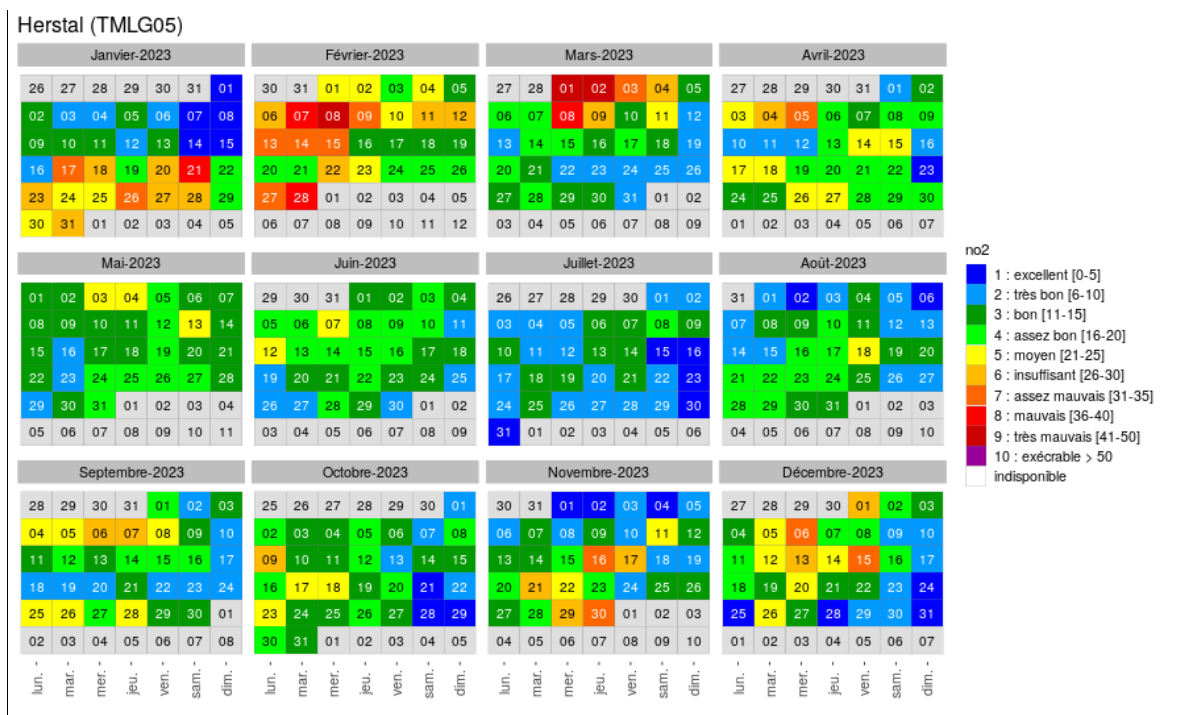 Herstal (TMLG05)
Janvier-2023 Février-2023 Mars-2023 Avril-2023
26 27 28 29 30 31 01 30 31 01 02 03 04 05 27 28 01 02 03 04 05 27 28 29 30 31 01 02
02 03 04 05 06 07 08 06 07 08 09 10 11 12 06 07 08 09 10 11 12 03 04 05 06 07 08 09
09 10 11 12 13 14 15 13 14 15 16 17 18 19 13 14 15 16 17 18 19 10 11 12 13 14 15 16
16 17 18 19 20 21 22 20 21 22 23 24 25 26 20 21 22 23 24 25 26 17 18 19 20 21 22 23
23 24 25 26 27 28 29 27 28 01 02 03 04 05 27 28 29 30 31 01 02 24 25 26 27 28 29 30
30 31 01 02 03 04 05 06 07 08 09 10 11 12 03 04 05 06 07 08 09 01 02 03 04 05 06 07
Mai-2023 Juin-2023 Juillet-2023 Août-2023
01 02 03 04 05 06 07 29 30 31 01 02 03 04 26 27 28 29 30 01 02 31 01 02 03 04 05 06
08 09 10 11 12 13 14 05 06 07 08 09 10 11 03 04 05 06 07 08 09 07 08 09 10 11 12 13
15 16 17 18 19 20 21 12 13 14 15 16 17 18 10 11 12 13 14 15 16 14 15 16 17 18 19 20
22 23 24 25 26 27 28 19 20 21 22 23 24 25 17 18 19 20 21 22 23 21 22 23 24 25 26 27
29 30 31 01 02 03 04 26 27 28 29 30 01 02 24 25 26 27 28 29 30 28 29 30 31 01 02 03
05 06 07 08 09 10 11 03 04 05 06 07 08 09 31 01 02 03 04 05 06 04 05 06 07 08 09 10
Septembre-2023 Octobre-2023 Novembre-2023 Décembre-2023
28 29 30 31 01 02 03 25 26 27 28 29 30 01 30 31 01 02 03 04 05 27 28 29 30 01 02 03
04 05 06 07 08 09 10 02 03 04 05 06 07 08 06 07 08 09 10 11 12 04 05 06 07 08 09 10
11 12 13 14 15 16 17 09 10 11 12 13 14 15 13 14 15 16 17 18 19 11 12 13 14 15 16 17
18 19 20 21 22 23 24 16 17 18 19 20 21 22 20 21 22 23 24 25 26 18 19 20 21 22 23 24
25 26 27 28 29 30 01 23 24 25 26 27 28 29 27 28 29 30 01 02 03 25 26 27 28 29 30 31
02 03 04 05 06 07 08 30 31 01 02 03 04 05 04 05 06 07 08 09 10 01 02 03 04 05 06 07
lun. - mar. - mer. - jeu. - ven. - sam. - dim. - lun. - mar. - mer. - jeu. - ven. - sam. - dim. - lun. - mar. - mer. - jeu. - ven. - sam. - dim. - lun. - mar. - mer. - jeu. - ven. - sam. - dim. -
no2
1 : excellent [0-5]
2 : très bon [6-10]
3 : bon [11-15]
4 : assez bon [16-20]
5 : moyen [21-25]
6 : insuffisant [26-30]
7 : assez mauvais [31-35]
8 : mauvais [36-40]
9 : très mauvais [41-50]
10 : exécrable > 50
indisponible